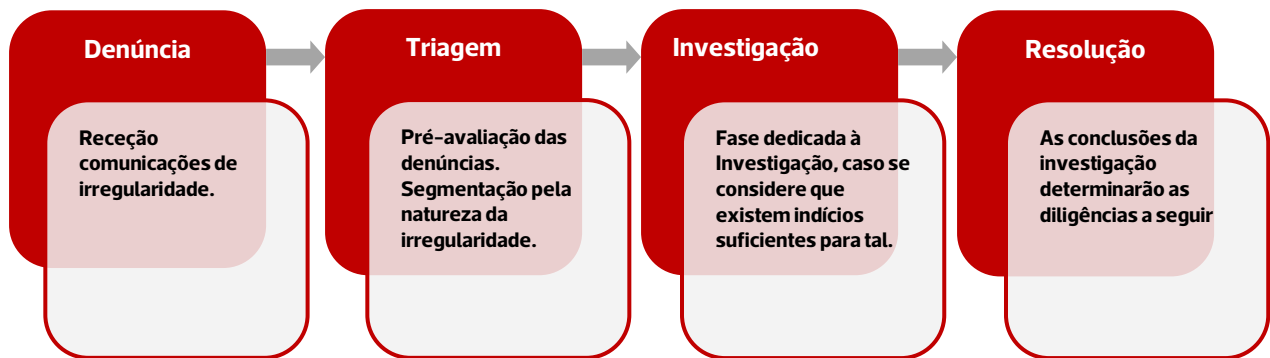 Denúncia
Receção
comunicações de
irregularidade.
Triagem
Pré-avaliação das
denúncias.
Segmentação pela
natureza da
irregularidade.
Investigação
Fase dedicada à
Investigação, caso se
considere que
existem indícios
suficientes para tal.
Resolução
As conclusões da
investigação
determinarão as
diligências a seguir